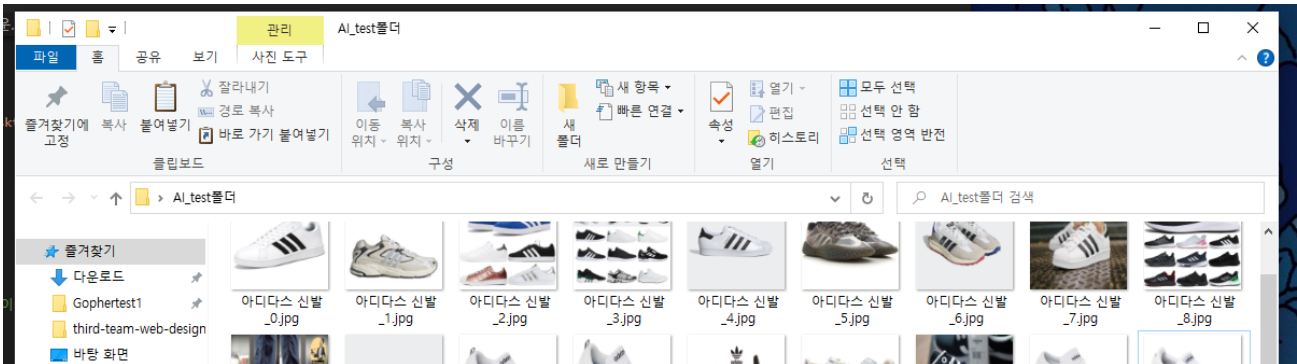 관리
AI_test폴더
파일
홈
공유
보기
사진 도구
즐겨찾기에
고정
복사
붙여넣기
잘라내기
경로 복사
바로 가기 붙여넣기
클립보드
이동
위치
복사
위치
삭제
이름
바꾸기
구성
새
폴더
새 항목
빠른 연결
새로 만들기
속성
열기
편집
히스토리
열기
모두 선택
선택 안 함
선택 영역 반전
선택
AI_test폴더
AI_test폴더 검색
즐겨찾기
다운로드
Gophertest1
third-team-web-design
바탕 화면
아디다스 신발
_0.jpg
아디다스 신발
_1.jpg
아디다스 신발
_2.jpg
아디다스 신발
_3.jpg
아디다스 신발
_4.jpg
아디다스 신발
_5.jpg
아디다스 신발
_6.jpg
아디다스 신발
_7.jpg
아디다스 신발
_8.jpg